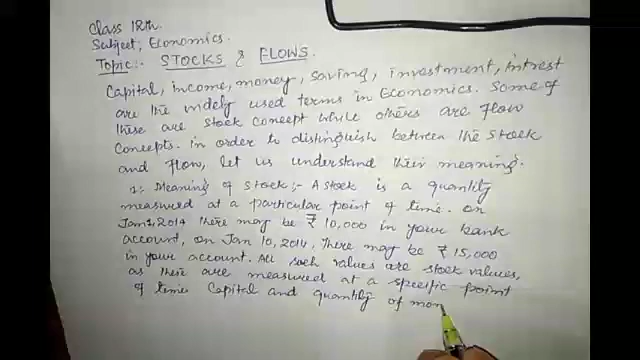 Class 12th
Subject, Economics.
Topic:- STOCKS & FLOWS.
Capital, income, money, saving, investment, intrest
are the widely used terms in Economics. Some of
these are stock concept while others are flow
concepts. in order to distinguish between the stock
and flow, let us understand their meaning.
1. Meaning of stock:- A stock is a quantity
measured at a particular point of time. on
Jan 1, 2014 there may be ₹ 10,000 in your bank
account, on Jan 10, 2014, there may be ₹ 15,000
in your account. All such values are stock values,
as these are measured at a specific point
of time. Capital and quantity of mon